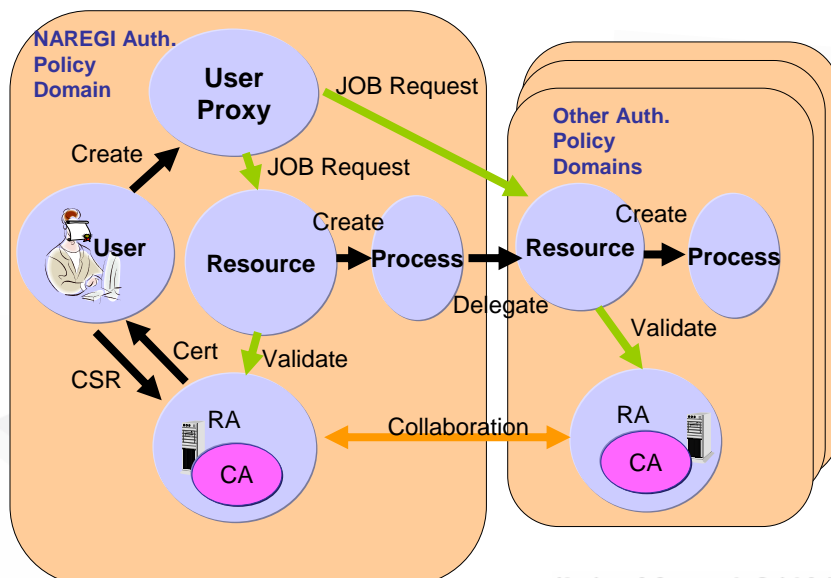 NAREGI Auth.
Policy
Domain
User
Proxy
JOB Request
Other Auth.
Policy
Domains
Create
JOB Request
User
Resource
Create
Process
Delegate
Resource
Create
Process
CSR
Cert
Validate
Validate
RA
CA
Collaboration
RA
CA